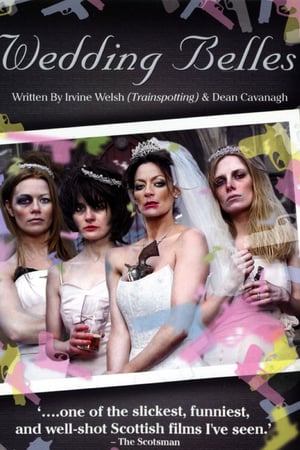 Wedding Belles
Written By Irvine Welsh (Trainspotting) & Dean Cavanagh
‘....one of the slickest, funniest,
and well-shot Scottish films I've seen.’
– The Scotsman